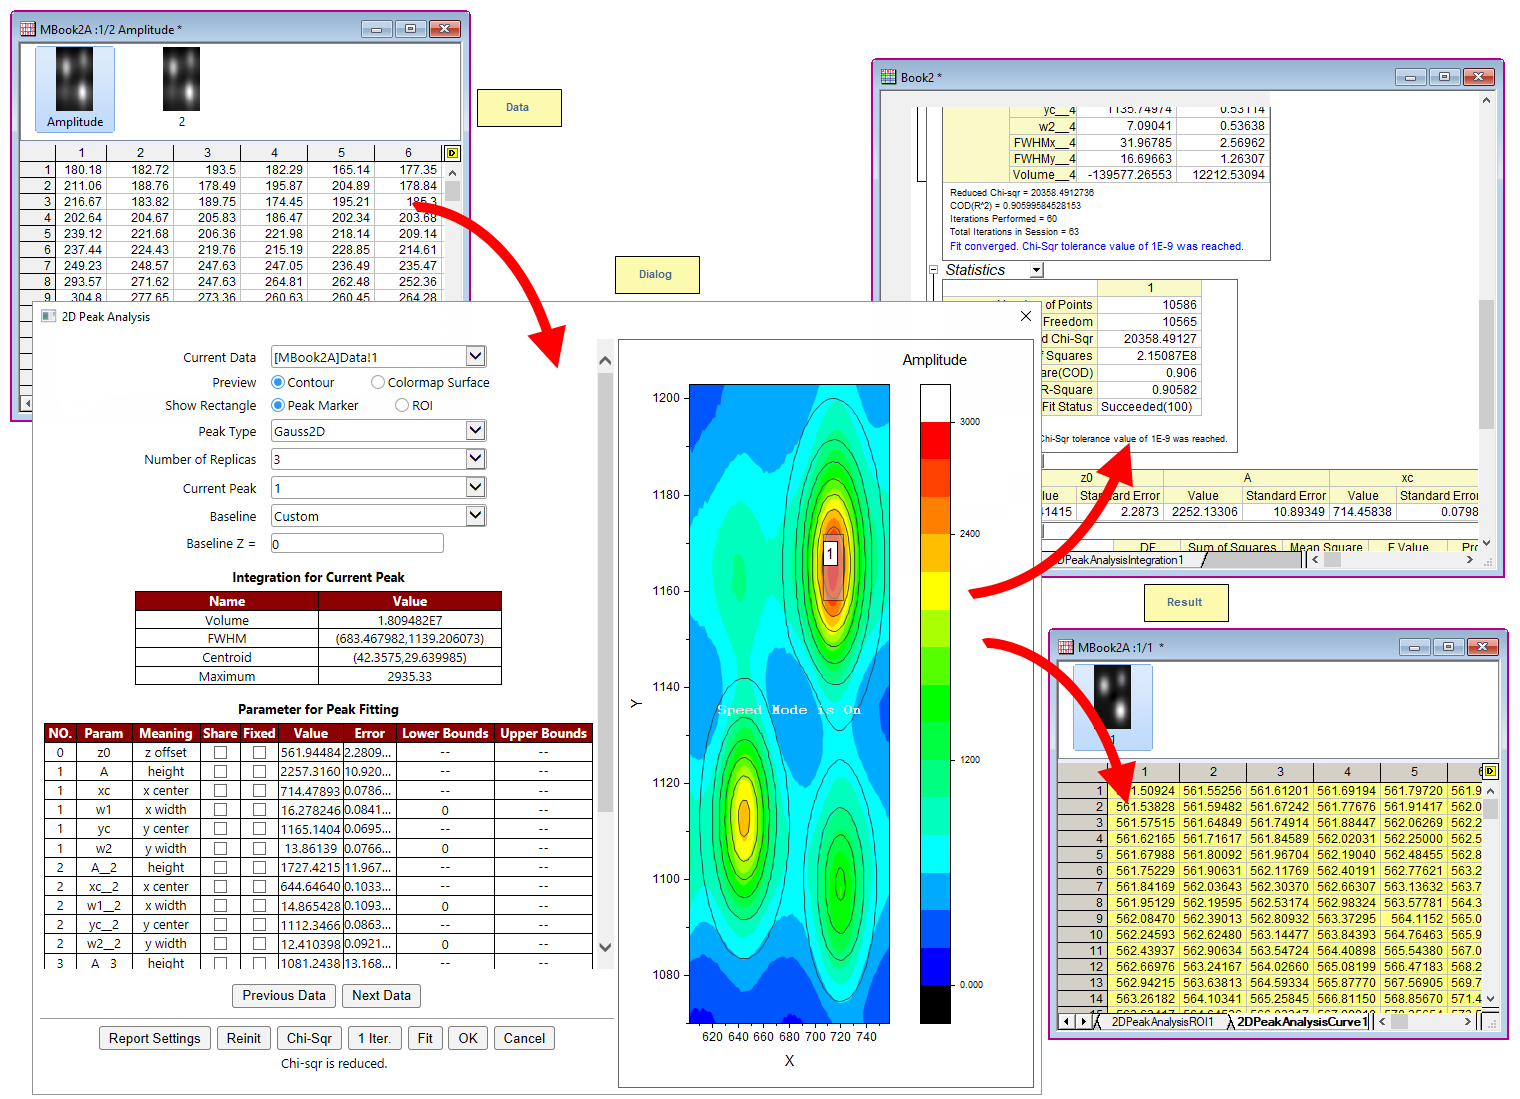 MBook2A :1/2 Amplitude *
Amplitude
2
1 2 3 4 5 6
1 180.18 182.72 193.5 182.29 165.14 177.35
2 211.06 188.76 178.49 195.87 204.89 178.84
3 216.67 183.82 189.75 174.45 195.21 185.3
4 202.64 204.67 205.83 186.47 202.34 203.68
5 239.12 221.68 206.36 221.98 218.14 209.14
6 237.44 224.43 219.76 215.19 228.85 214.61
7 249.23 248.57 247.63 247.05 236.49 235.47
8 293.57 271.62 247.63 264.81 262.48 252.36
9 304.8 277.65 273.36 260.63 260.45 264.28
Data
Dialog
2D Peak Analysis
Current Data [MBook2A]Data!1
Preview Contour Colormap Surface
Show Rectangle Peak Marker ROI
Peak Type Gauss2D
Number of Replicas 3
Current Peak 1
Baseline Custom
Baseline Z = 0
Integration for Current Peak
Name Value
Volume 1.809482E7
FWHM (683.467982,1139.206073)
Centroid (42.3575,29.639985)
Maximum 2935.33
Parameter for Peak Fitting
NO. Param Meaning Share Fixed Value Error Lower Bounds Upper Bounds
0 z0 z offset 561.94484 2.2809... -- --
1 A height 2257.3160 10.920... -- --
1 xc x center 714.47893 0.0786... -- --
1 w1 x width 16.278246 0.0841... 0 --
1 yc y center 1165.1404 0.0695... -- --
1 w2 y width 13.86139 0.0766... 0 --
2 A__2 height 1727.4215 11.967... -- --
2 xc__2 x center 644.64640 0.1033... -- --
2 w1__2 x width 14.865428 0.1093... 0 --
2 yc__2 y center 1112.3466 0.0863... -- --
2 w2__2 y width 12.410398 0.0921... 0 --
3 A__3 height 1081.2438 13.168... -- --
Previous Data Next Data
Report Settings Reinit Chi-Sqr 1 Iter. Fit OK Cancel
Chi-sqr is reduced.
Amplitude
1200
1180
1160
1140
1120
1100
1080
Y
1
Speed Mode is On
620 640 660 680 700 720 740
X
3000
2400
1200
0.000
Book2 *
yc__4 1135.74974 0.53114
w2__4 7.09041 0.53638
FWHMx__4 31.96785 2.56962
FWHMy__4 16.69663 1.26307
Volume__4 -139577.26553 12212.53094
Reduced Chi-sqr = 20358.4912736
COD(R^2) = 0.90599584528153
Iterations Performed = 60
Total Iterations in Session = 63
Fit converged. Chi-Sqr tolerance value of 1E-9 was reached.
Statistics
1
of Points 10586
Freedom 10565
d Chi-Sqr 20358.49127
f Squares 2.15087E8
are(COD) 0.906
R-Square 0.90582
Fit Status Succeeded(100)
Chi-Sqr tolerance value of 1E-9 was reached.
z0 A xc
lue Standard Error Value Standard Error Value Standard Erro
41415 2.2873 2252.13306 10.89349 714.45838 0.0798
DF Sum of Squares Mean Square F Value Pro
DPeakAnalysisIntegration1
Result
MBook2A :1/1 *
1
1 2 3 4 5 6
1 561.50924 561.55256 561.61201 561.69194 561.79720 561.9
2 561.53828 561.59482 561.67242 561.77676 561.91417 562.0
3 561.57515 561.64849 561.74914 561.88447 562.06269 562.2
4 561.62165 561.71617 561.84589 562.02031 562.25000 562.5
5 561.67988 561.80092 561.96704 562.19040 562.48455 562.8
6 561.75229 561.90631 562.11769 562.40191 562.77621 563.2
7 561.84169 562.03643 562.30370 562.66307 563.13632 563.7
8 561.95129 562.19595 562.53174 562.98324 563.57781 564.3
9 562.08470 562.39013 562.80932 563.37295 564.1152 565.0
10 562.24593 562.62480 563.14477 563.84393 564.76463 565.9
11 562.43937 562.90634 563.54724 564.40898 565.54380 567.0
12 562.66976 563.24167 564.02660 565.08199 566.47183 568.2
13 562.94215 563.63813 564.59334 565.87770 567.56905 569.7
14 563.26182 564.10341 565.25845 566.81150 568.85670 571.4
2DPeakAnalysisROI1 2DPeakAnalysisCurve1